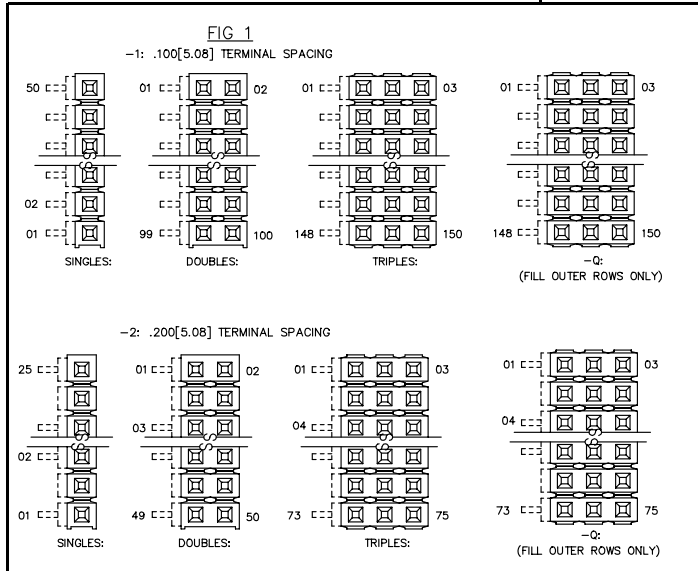 FIG 1
-1: .100[5.08] TERMINAL SPACING
50
01
02
01
03
01
03
02
01
99
100
148
150
148
150
SINGLES:
DOUBLES:
TRIPLES:
-Q:
(FILL OUTER ROWS ONLY)
-2: .200[5.08] TERMINAL SPACING
25
01
02
01
03
01
03
03
04
04
02
01
49
50
73
75
73
75
SINGLES:
DOUBLES:
TRIPLES:
-Q:
(FILL OUTER ROWS ONLY)